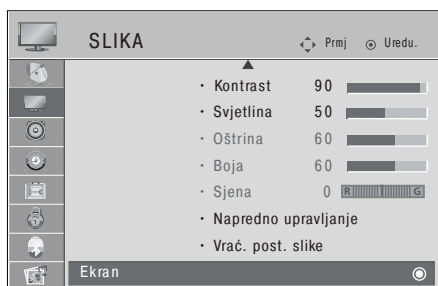 SLIKA Prmj Uredu.
· Kontrast 90
· Svjetlina 50
· Oštrina 60
· Boja 60
· Sjena 0 R G
· Napredno upravljanje
· Vrać. post. slike
Ekran